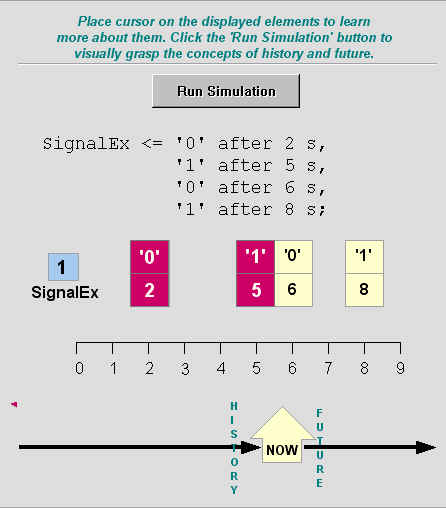 Place cursor on the displayed elements to learn
more about them. Click the 'Run Simulation' button to
visually grasp the concepts of history and future.
Run Simulation
SignalEx <= '0' after 2 s,
'1' after 5 s,
'0' after 6 s,
'1' after 8 s;
'0' '1' '0' '1'
1 2 5 6 8
SignalEx
0 1 2 3 4 5 6 7 8 9
HISTORY
NOW
FUTURE